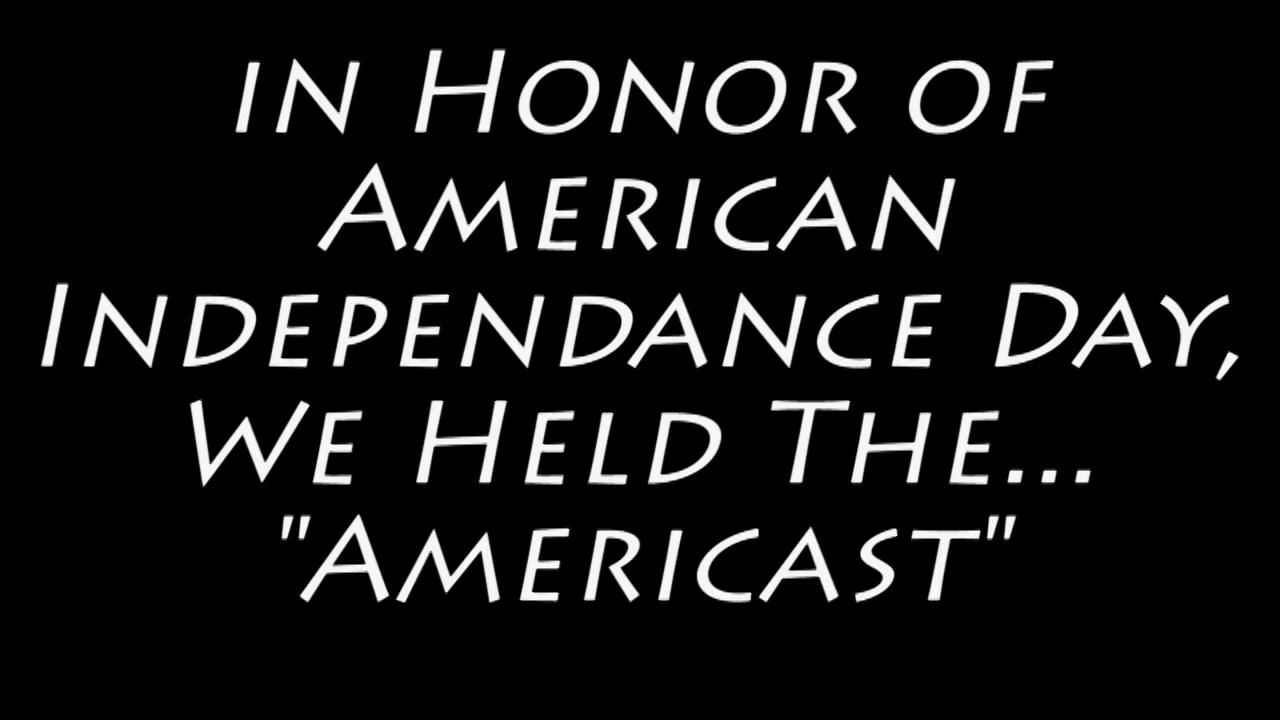 in Honor of
American
Independance Day,
We Held The...
"Americast"